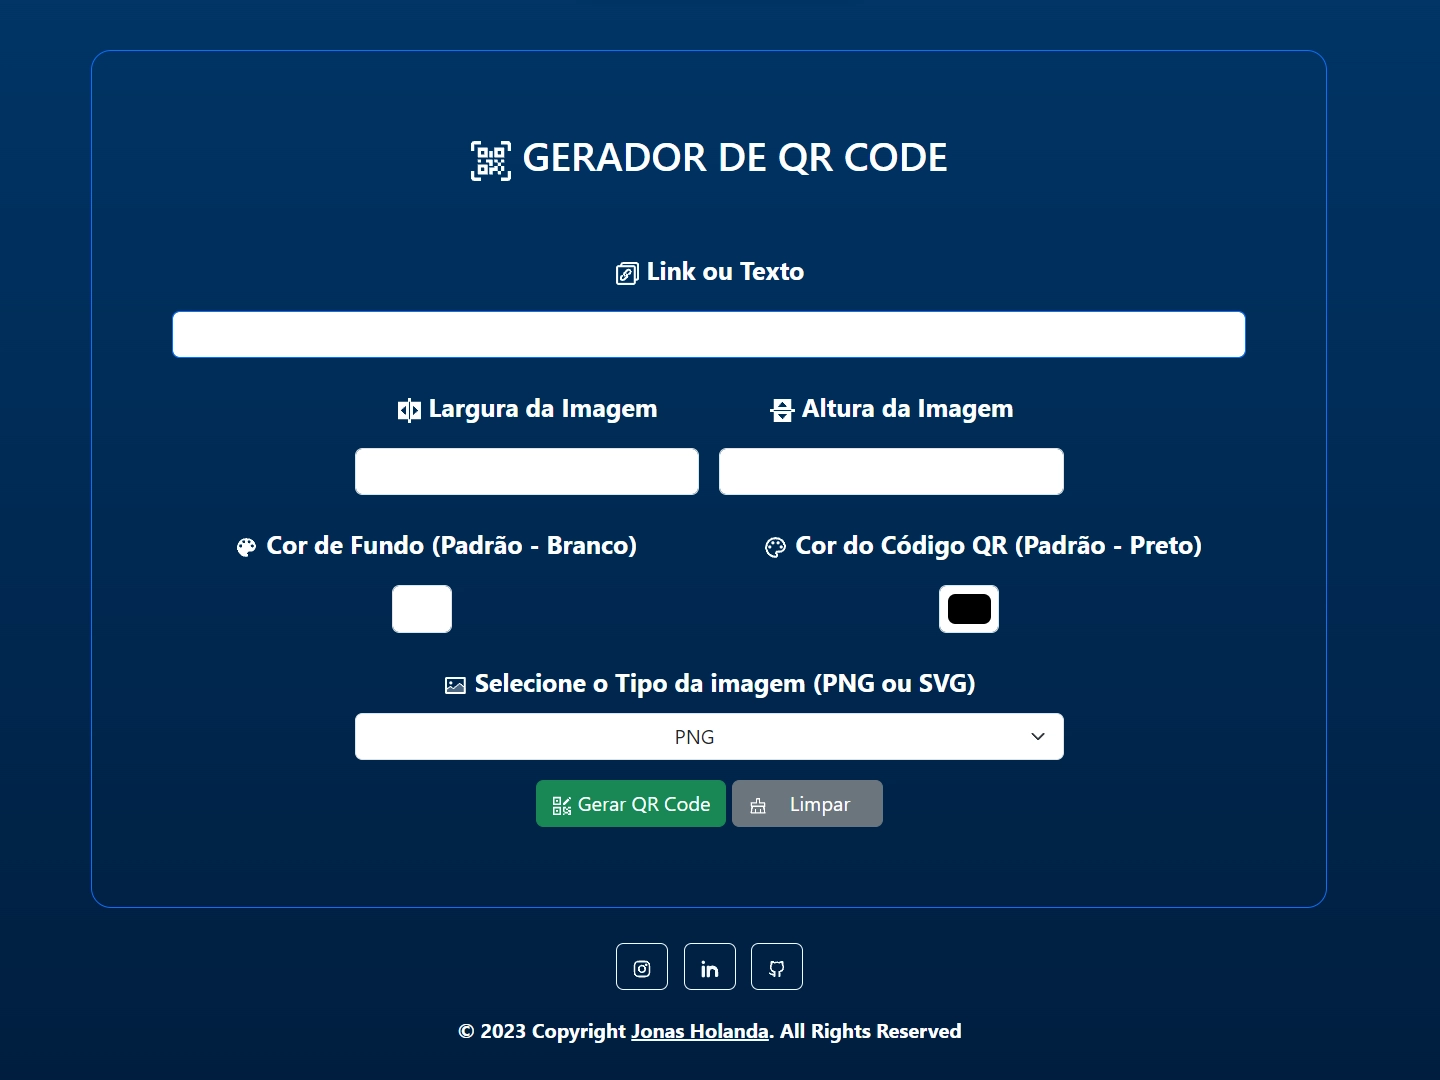 GERADOR DE QR CODE
Link ou Texto
Largura da Imagem
Altura da Imagem
Cor de Fundo (Padrão - Branco)
Cor do Código QR (Padrão - Preto)
Selecione o Tipo da imagem (PNG ou SVG)
PNG
Gerar QR Code
Limpar
in
© 2023 Copyright Jonas Holanda. All Rights Reserved